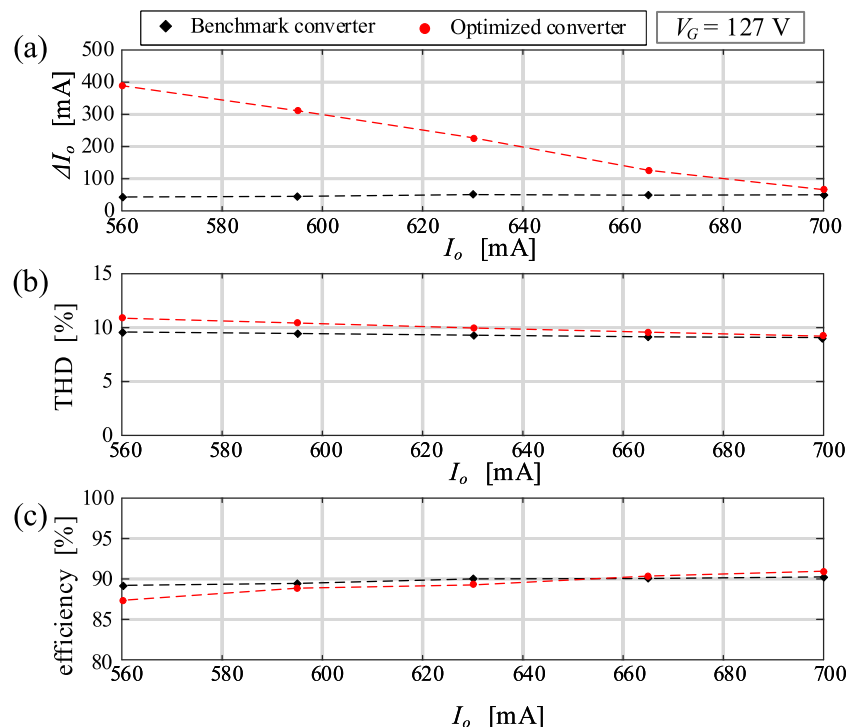 Benchmark converter Optimized converter V_G = 127 V
(a)
500
400
300
200
100
0
ΔI_o [mA]
560 580 600 620 640 660 680 700
I_o [mA]
(b)
15
10
5
0
THD [%]
560 580 600 620 640 660 680 700
I_o [mA]
(c)
100
95
90
85
80
efficiency [%]
560 580 600 620 640 660 680 700
I_o [mA]